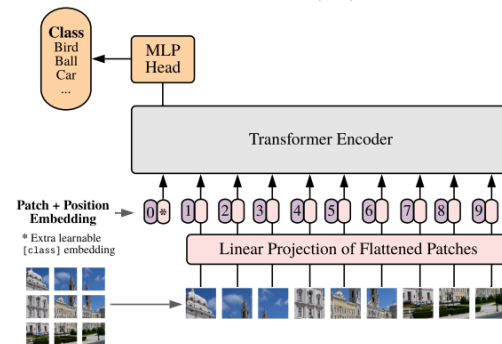 Class
Bird
Ball
Car
...
MLP
Head
Transformer Encoder
Patch + Position
Embedding
0 * 1 2 3 4 5 6 7 8 9
* Extra learnable
[class] embedding
Linear Projection of Flattened Patches